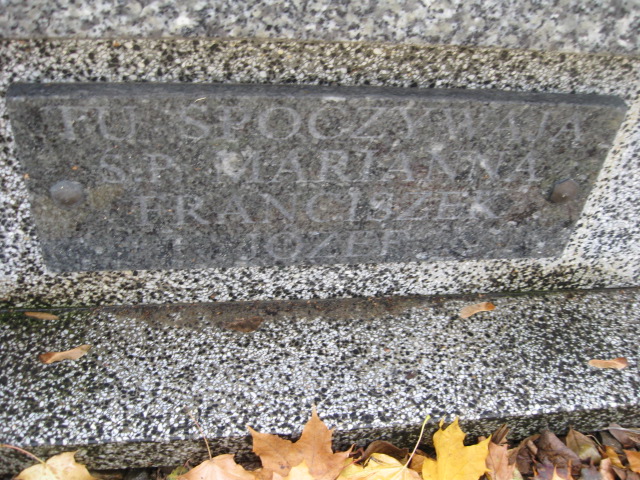 TU SPOCZYWAJĄ
Ś.P. MARIANNA
FRANCISZEK
JÓZEF